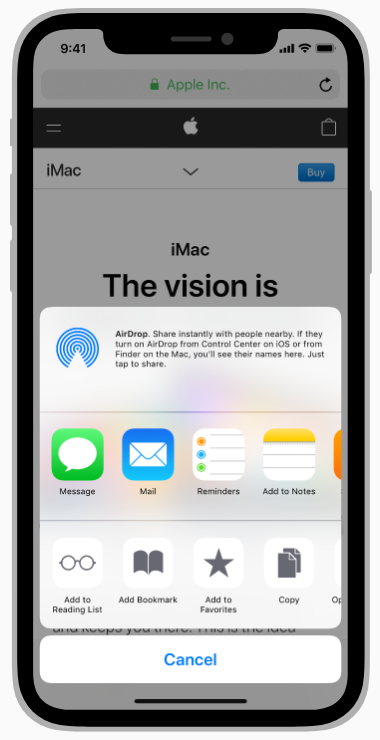 9:41
Apple Inc.
iMac
Buy
iMac
The vision is
AirDrop. Share instantly with people nearby. If they
turn on AirDrop from Control Center on iOS or from
Finder on the Mac, you'll see their names here. Just
tap to share.
Message
Mail
Reminders
Add to Notes
Add to
Reading List
Add Bookmark
Add to
Favorites
Copy
and keeps you there. This is the idea
Cancel